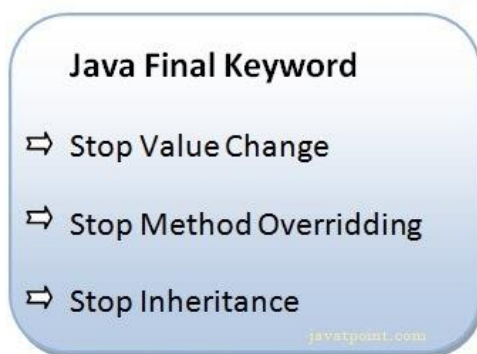 Java Final Keyword
⇨ Stop Value Change
⇨ Stop Method Overridding
⇨ Stop Inheritance
javatpoint.com